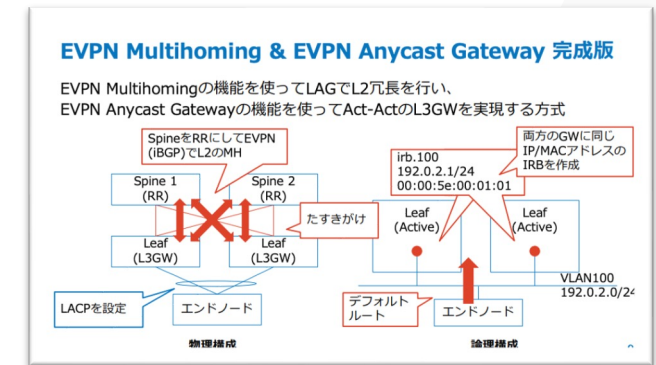 EVPN Multihoming & EVPN Anycast Gateway 完成版
EVPN Multihomingの機能を使ってLAGでL2冗長を行い、
EVPN Anycast Gatewayの機能を使ってAct-ActのL3GWを実現する方式
SpineをRRにしてEVPN
(iBGP)でL2のMH
Spine 1
(RR)
Spine 2
(RR)
たすきがけ
Leaf
(L3GW)
Leaf
(L3GW)
LACPを設定
エンドノード
物理構成
両方のGWに同じ
IP/MACアドレスの
IRBを作成
irb.100
192.0.2.1/24
00:00:5e:00:01:01
Leaf
(Active)
Leaf
(Active)
VLAN100
192.0.2.0/24
デフォルト
ルート
エンドノード
論理構成